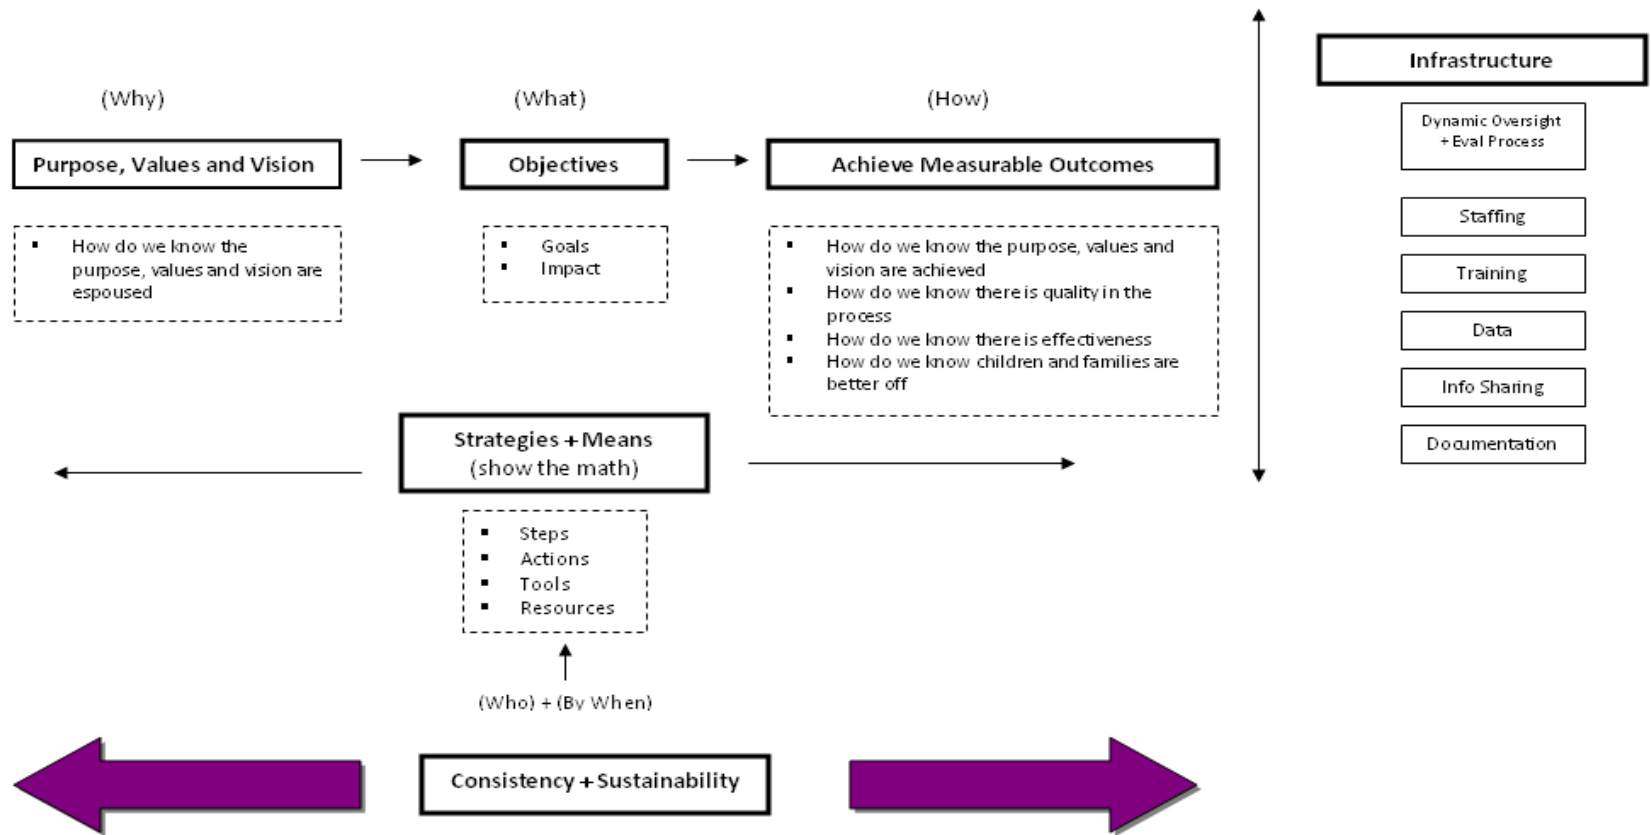 (Why)
(What)
(How)
Purpose, Values and Vision
Objectives
Achieve Measurable Outcomes
▪ How do we know the
purpose, values and vision are
espoused
▪ Goals
▪ Impact
▪ How do we know the purpose, values and
vision are achieved
▪ How do we know there is quality in the
process
▪ How do we know there is effectiveness
▪ How do we know children and families are
better off
Strategies + Means
(show the math)
▪ Steps
▪ Actions
▪ Tools
▪ Resources
(Who) + (By When)
Consistency + Sustainability
Infrastructure
Dynamic Oversight
+ Eval Process
Staffing
Training
Data
Info Sharing
Documentation